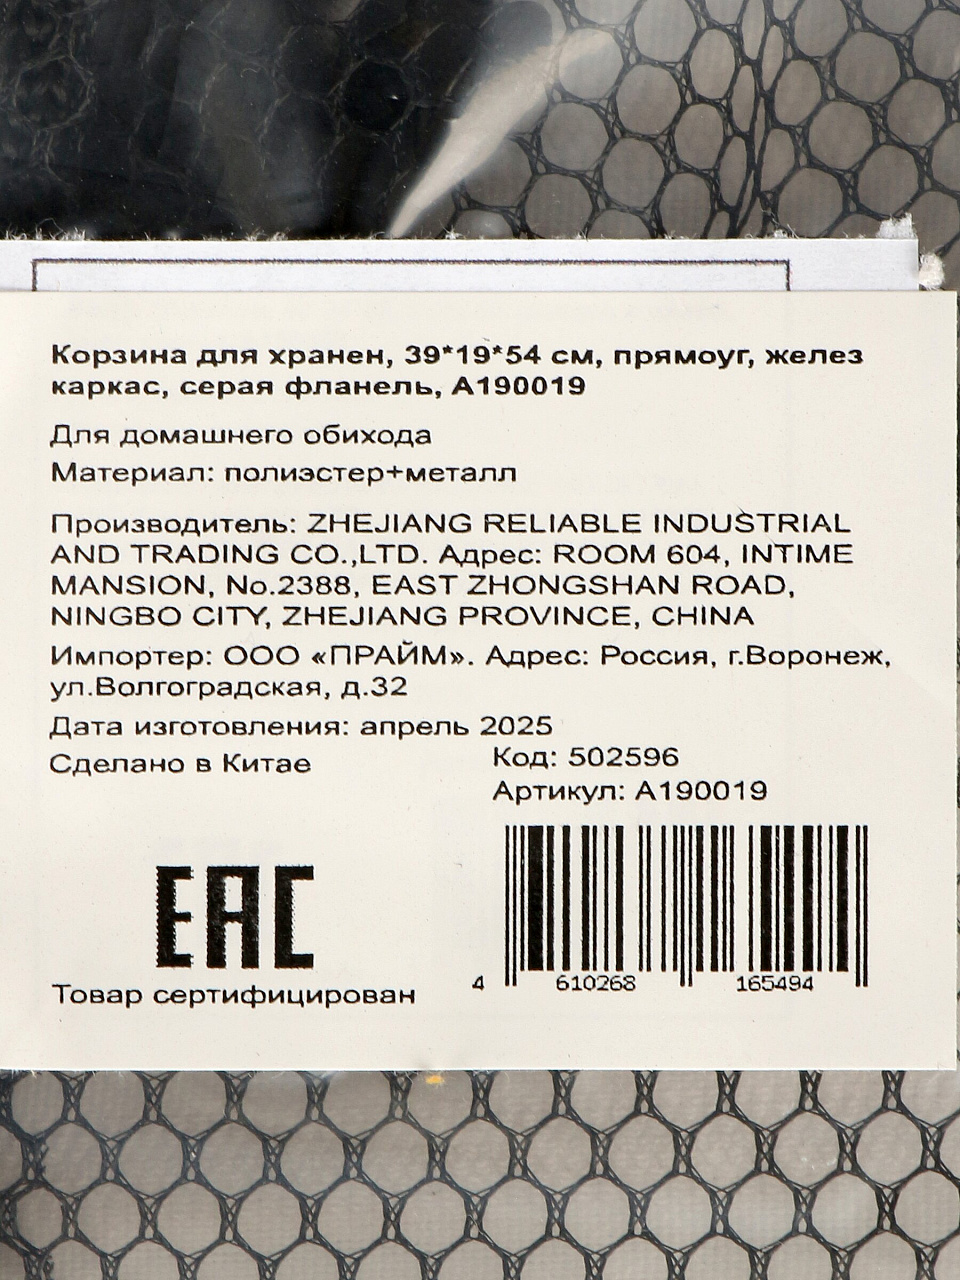 Корзина для хранен, 39*19*54 см, прямоуг, желез
каркас, серая фланель, А190019
Для домашнего обихода
Материал: полиэстер+металл
Производитель: ZHEJIANG RELIABLE INDUSTRIAL
AND TRADING CO.,LTD. Адрес: ROOM 604, INTIME
MANSION, No.2388, EAST ZHONGSHAN ROAD,
NINGBO CITY, ZHEJIANG PROVINCE, CHINA
Импортер: ООО «ПРАЙМ». Адрес: Россия, г.Воронеж,
ул.Волгоградская, д.32
Дата изготовления: апрель 2025
Сделано в Китае
Код: 502596
Артикул: А190019
EAC
Товар сертифицирован
4 610268 165494